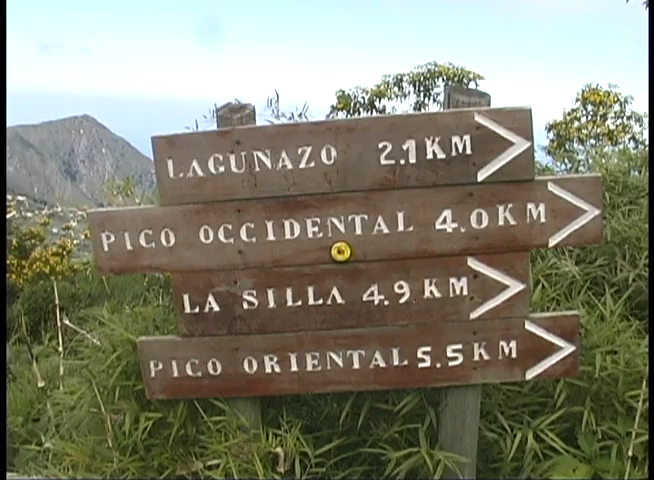 LAGUNAZO 2.1 KM
PICO OCCIDENTAL 4.0 KM
LA SILLA 4.9 KM
PICO ORIENTAL 5.5 KM